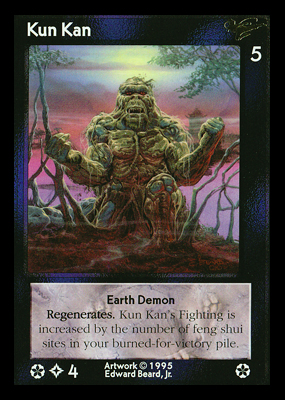 Kun Kan
5
Earth Demon
Regenerates. Kun Kan's Fighting is
increased by the number of feng shui
sites in your burned-for-victory pile.
4
Artwork © 1995
Edward Beard, Jr.